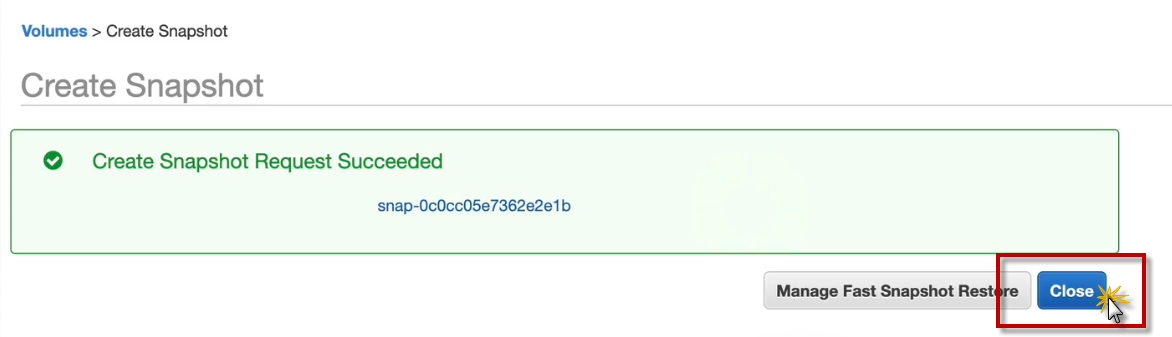 Volumes > Create Snapshot
Create Snapshot
Create Snapshot Request Succeeded
snap-0c0cc05e7362e2e1b
Manage Fast Snapshot Restore Close